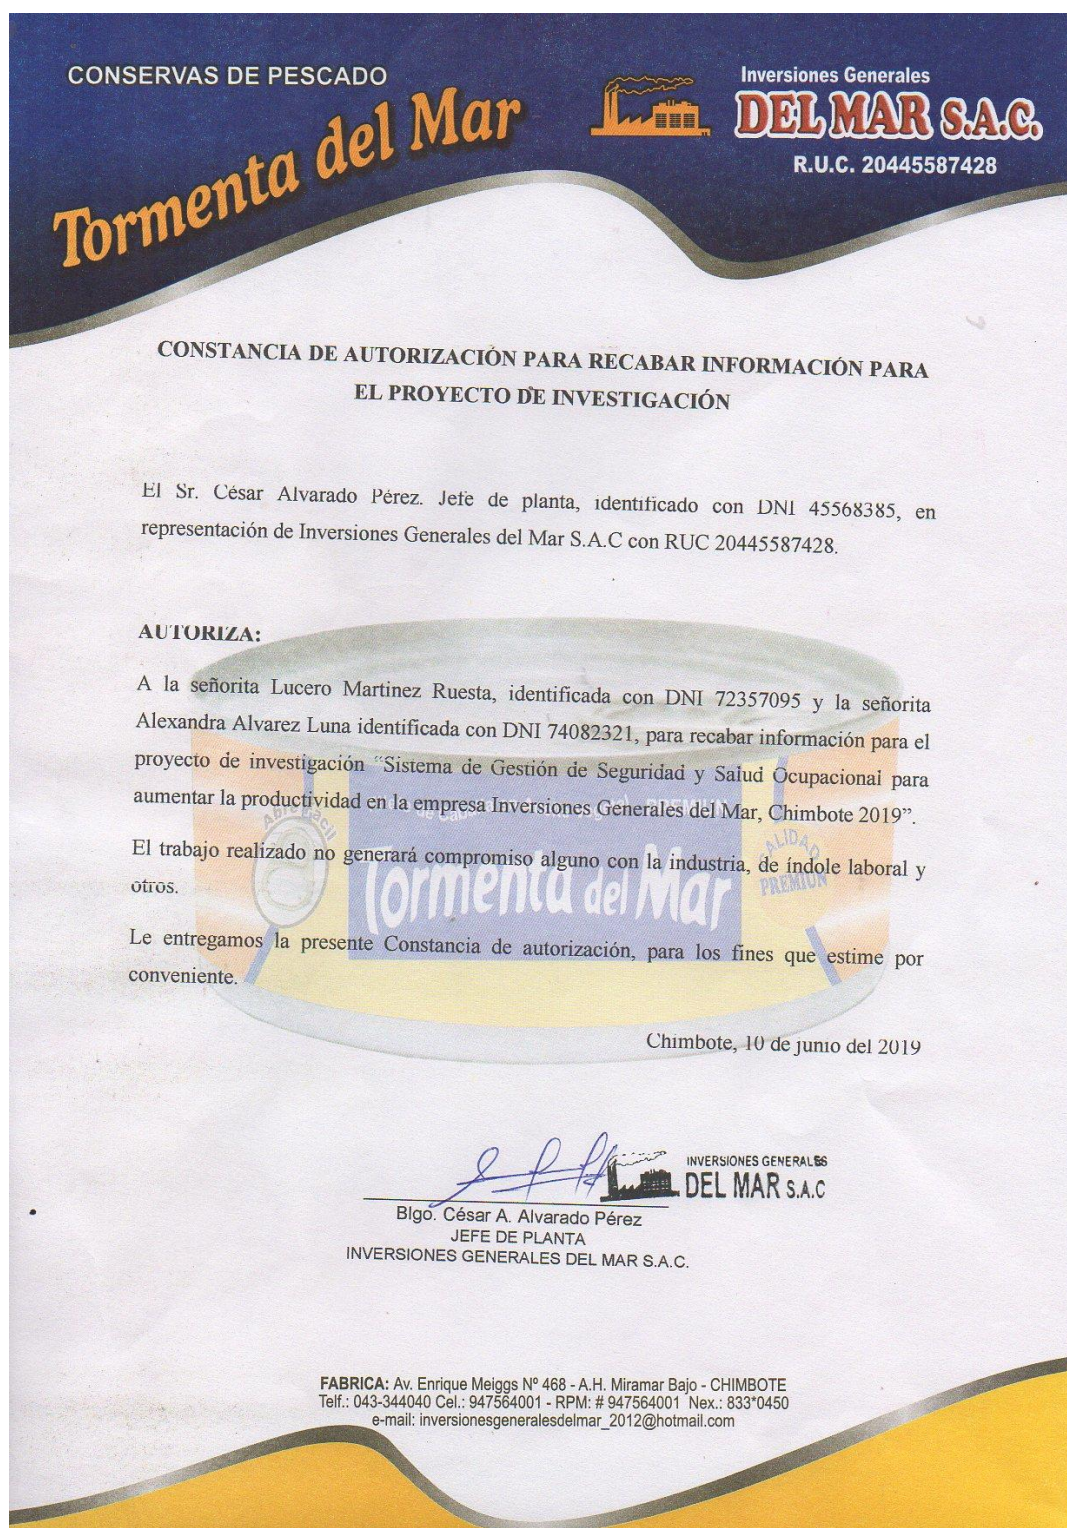 CONSERVAS DE PESCADO
Tormenta del Mar
Inversiones Generales
DEL MAR S.A.C.
R.U.C. 20445587428
CONSTANCIA DE AUTORIZACIÓN PARA RECABAR INFORMACIÓN PARA
EL PROYECTO DE INVESTIGACIÓN
El Sr. César Alvarado Pérez. Jefe de planta, identificado con DNI 45568385, en
representación de Inversiones Generales del Mar S.A.C con RUC 20445587428.
AUTORIZA:
A la señorita Lucero Martinez Ruesta, identificada con DNI 72357095 y la señorita
Alexandra Alvarez Luna identificada con DNI 74082321, para recabar información para el
proyecto de investigación “Sistema de Gestión de Seguridad y Salud Ocupacional para
aumentar la productividad en la empresa Inversiones Generales del Mar, Chimbote 2019”.
El trabajo realizado no generará compromiso alguno con la industria, de índole laboral y
otros.
Le entregamos la presente Constancia de autorización, para los fines que estime por
conveniente.
Abre Fácil
Tormenta del Mar
CALIDAD
PREMIUN
Chimbote, 10 de junio del 2019
INVERSIONES GENERALES
DEL MAR S.A.C
Blgo. César A. Alvarado Pérez
JEFE DE PLANTA
INVERSIONES GENERALES DEL MAR S.A.C.
FABRICA: Av. Enrique Meiggs Nº 468 - A.H. Miramar Bajo - CHIMBOTE
Telf.: 043-344040 Cel.: 947564001 - RPM: # 947564001 Nex.: 833*0450
e-mail: inversionesgeneralesdelmar_2012@hotmail.com